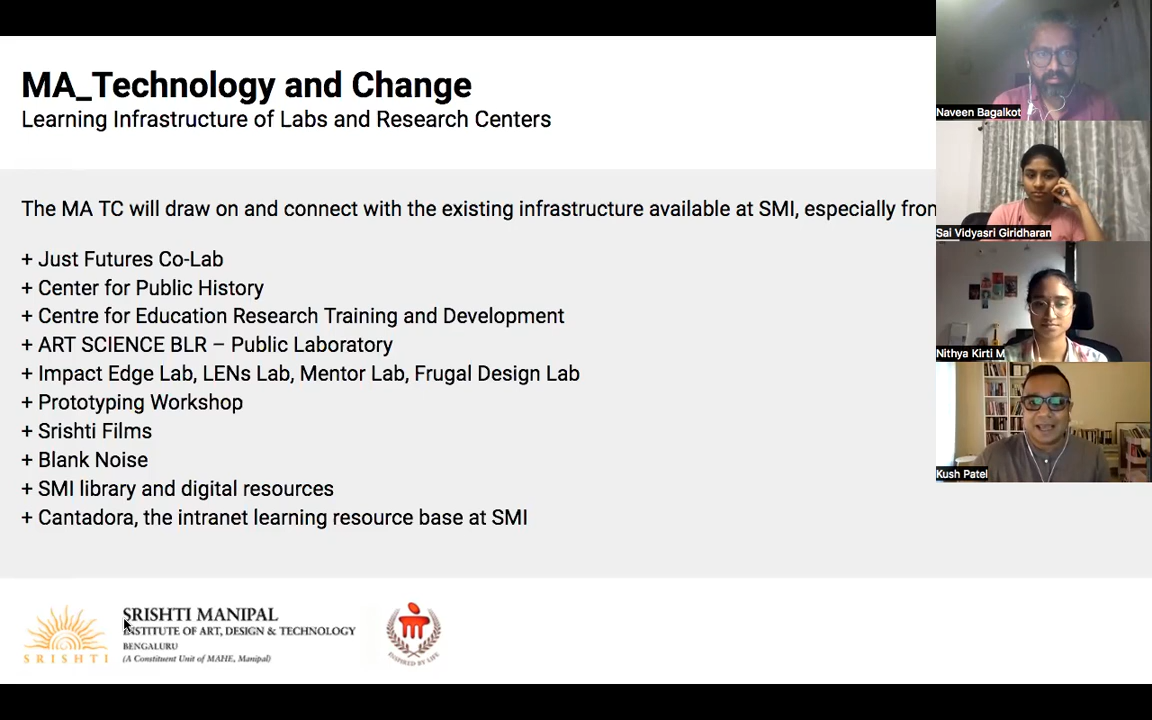 MA_Technology and Change
Learning Infrastructure of Labs and Research Centers
The MA TC will draw on and connect with the existing infrastructure available at SMI, especially from
+ Just Futures Co-Lab
+ Center for Public History
+ Centre for Education Research Training and Development
+ ART SCIENCE BLR – Public Laboratory
+ Impact Edge Lab, LENs Lab, Mentor Lab, Frugal Design Lab
+ Prototyping Workshop
+ Srishti Films
+ Blank Noise
+ SMI library and digital resources
+ Cantadora, the intranet learning resource base at SMI
SRISHTI
SRISHTI MANIPAL
INSTITUTE OF ART, DESIGN & TECHNOLOGY
BENGALURU
(A Constituent Unit of MAHE, Manipal)
INSPIRED BY LIFE
Naveen Bagalkot
Sai Vidyasri Giridharan
Nithya Kirti M
Kush Patel